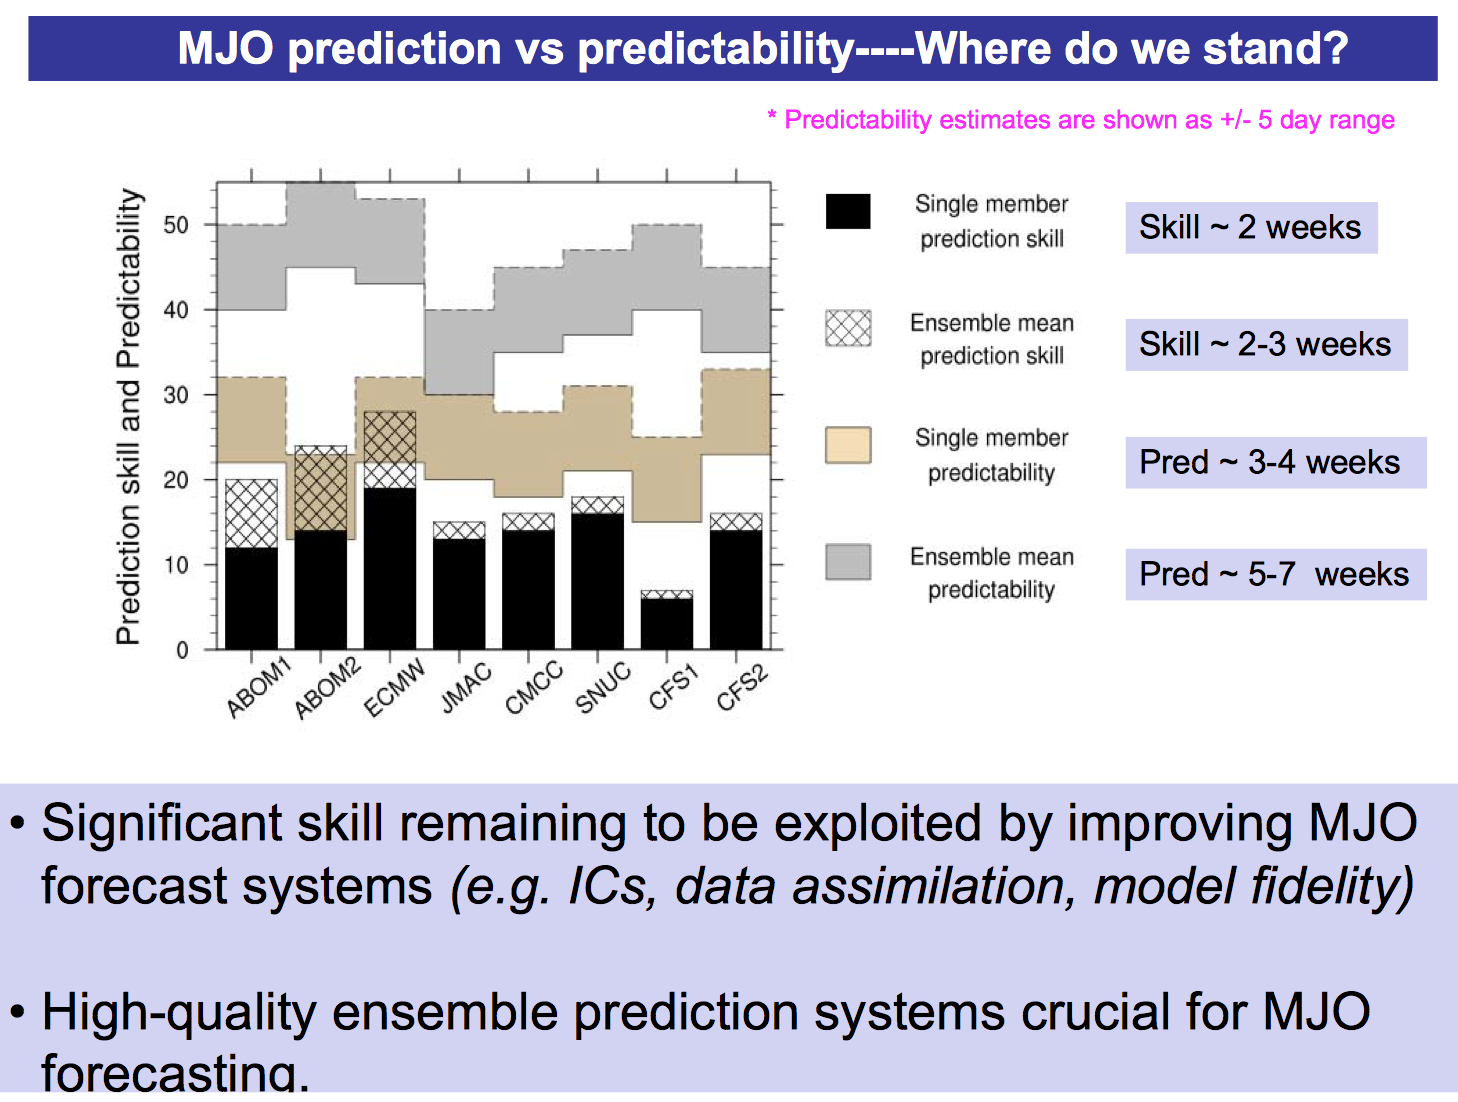 MJO prediction vs predictability----Where do we stand?
* Predictability estimates are shown as +/- 5 day range
Prediction skill and Predictability
50
40
30
20
10
0
ABOM1
ABOM2
ECMW
JMAC
CMCC
SNUC
CFS1
CFS2
Single member
prediction skill
Skill ~ 2 weeks
Ensemble mean
prediction skill
Skill ~ 2-3 weeks
Single member
predictability
Pred ~ 3-4 weeks
Ensemble mean
predictability
Pred ~ 5-7 weeks
• Significant skill remaining to be exploited by improving MJO
forecast systems (e.g. ICs, data assimilation, model fidelity)
• High-quality ensemble prediction systems crucial for MJO
forecasting.